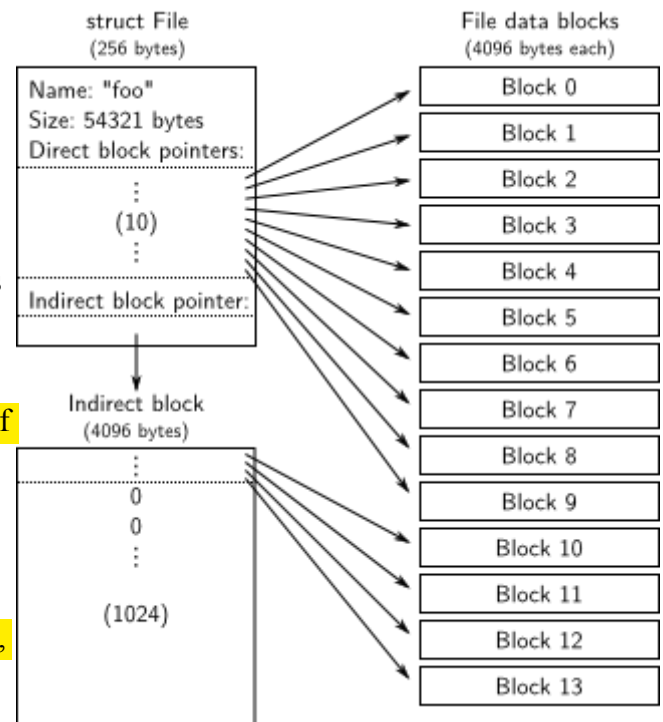 struct File
(256 bytes)
Name: "foo"
Size: 54321 bytes
Direct block pointers:
⋮
(10)
⋮
Indirect block pointer:
,
f
Indirect block
(4096 bytes)
⋮
0
0
⋮
(1024)
,
File data blocks
(4096 bytes each)
Block 0
Block 1
Block 2
Block 3
Block 4
Block 5
Block 6
Block 7
Block 8
Block 9
Block 10
Block 11
Block 12
Block 13